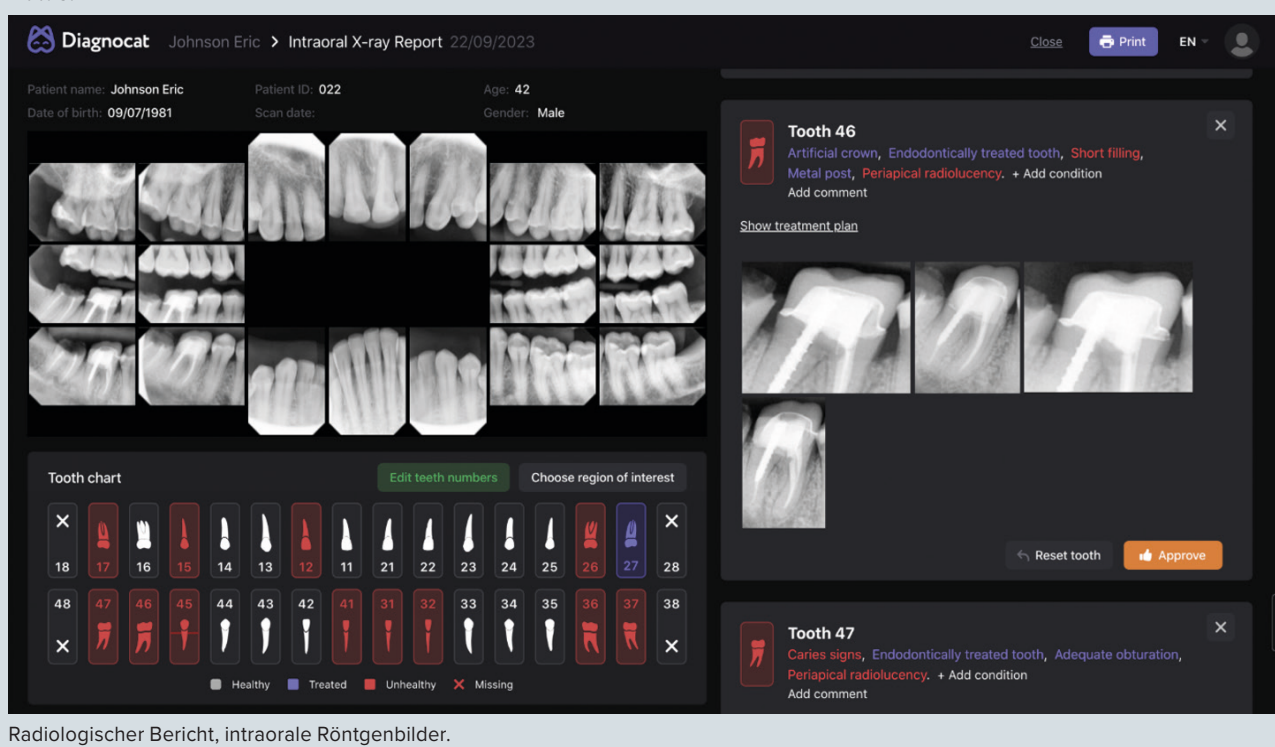 Diagnocat Johnson Eric > Intraoral X-ray Report 22/09/2023 Close Print EN
Patient name: Johnson Eric Patient ID: 022 Age: 42
Date of birth: 09/07/1981 Scan date: Gender: Male
Tooth 46
Artificial crown, Endodontically treated tooth, Short filling,
Metal post, Periapical radiolucency. + Add condition
Add comment
Show treatment plan
Reset tooth Approve
Tooth chart Edit teeth numbers Choose region of interest
18 17 16 15 14 13 12 11 21 22 23 24 25 26 27 28
48 47 46 45 44 43 42 41 31 32 33 34 35 36 37 38
Healthy Treated Unhealthy Missing
Tooth 47
Caries signs, Endodontically treated tooth, Adequate obturation,
Periapical radiolucency. + Add condition
Add comment
Radiologischer Bericht, intraorale Röntgenbilder.